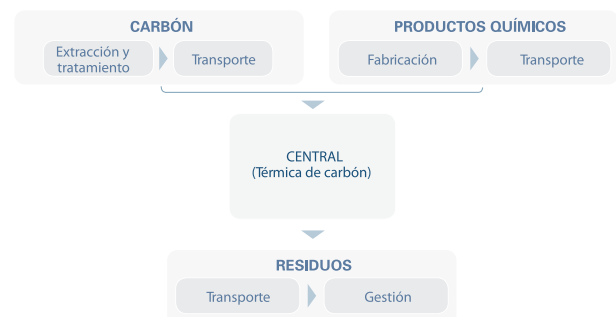 CARBÓN
Extracción y
tratamiento
Transporte
PRODUCTOS QUÍMICOS
Fabricación
Transporte
CENTRAL
(Térmica de carbón)
RESIDUOS
Transporte
Gestión